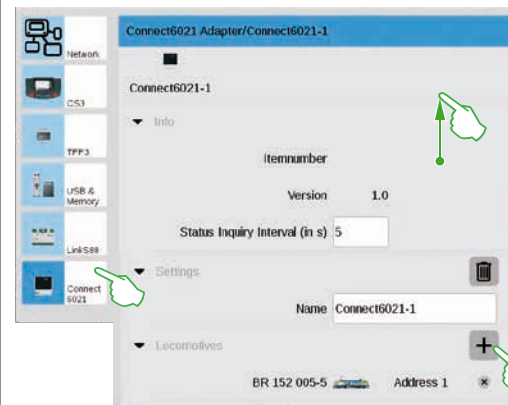 Network
CS3
TFP3
USB &
Memory
LinkS88
Connect
6021
Connect6021 Adapter/Connect6021-1
Connect6021-1
Info
Itemnumber
Version 1.0
Status Inquiry Interval (in s) 5
Settings
Name Connect6021-1
Locomotives
BR 152 005-5 Address 1